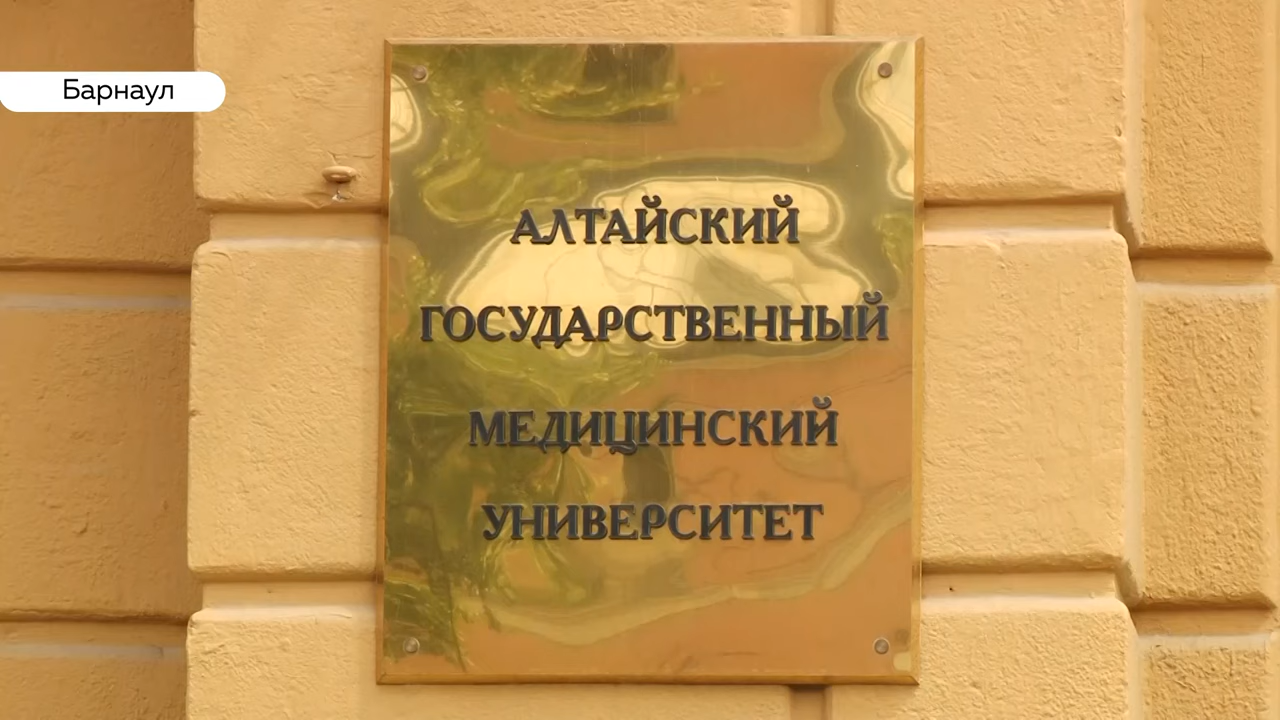 Барнаул
АЛТАЙСКИЙ
ГОСУДАРСТВЕННЫЙ
МЕДИЦИНСКИЙ
УНИВЕРСИТЕТ